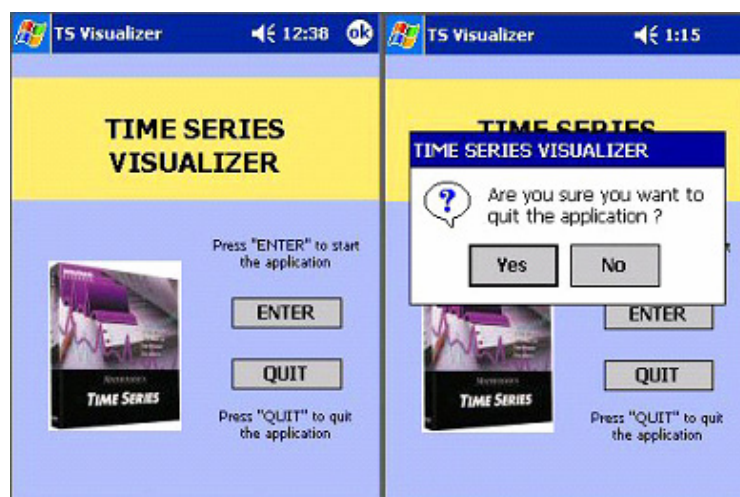 TS Visualizer 12:38 ok
TIME SERIES
VISUALIZER
Press "ENTER" to start
the application
ENTER
QUIT
Press "QUIT" to quit
the application
TIME SERIES
TS Visualizer 1:15
TIME SERIES
TIME SERIES VISUALIZER
?
Are you sure you want to
quit the application ?
Yes No
ENTER
QUIT
Press "QUIT" to quit
the application
TIME SERIES